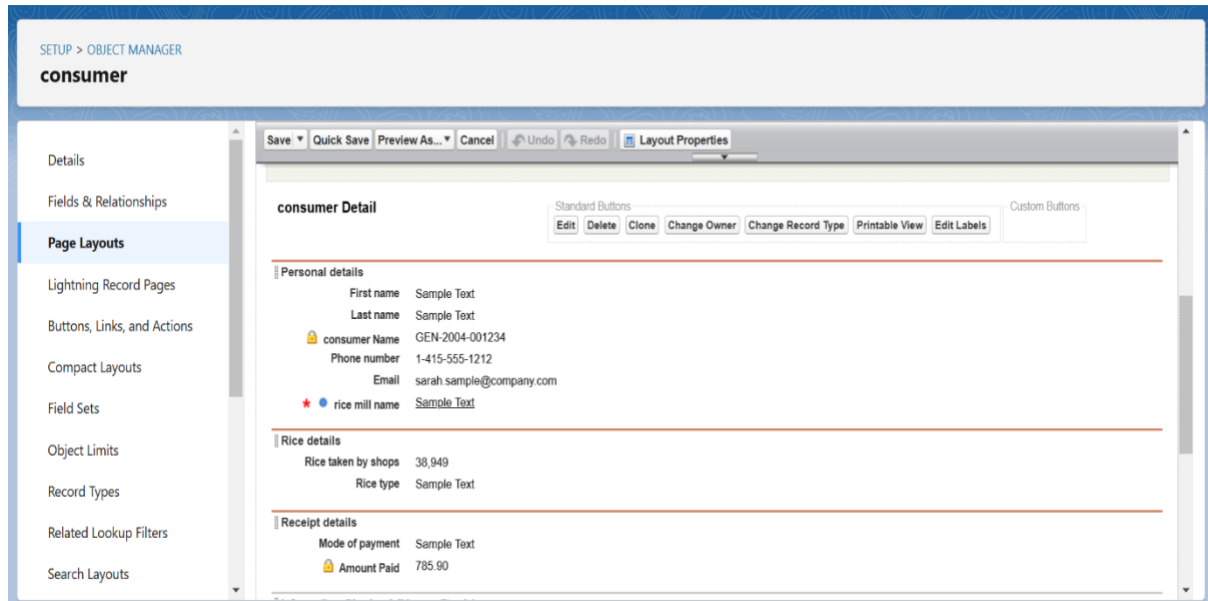 SETUP > OBJECT MANAGER
consumer
Details
Fields & Relationships
Page Layouts
Lightning Record Pages
Buttons, Links, and Actions
Compact Layouts
Field Sets
Object Limits
Record Types
Related Lookup Filters
Search Layouts
Save Quick Save Preview As... Cancel Undo Redo Layout Properties
consumer Detail
Standard Buttons
Edit Delete Clone Change Owner Change Record Type Printable View Edit Labels
Custom Buttons
Personal details
First name Sample Text
Last name Sample Text
consumer Name GEN-2004-001234
Phone number 1-415-555-1212
Email sarah.sample@company.com
* rice mill name Sample Text
Rice details
Rice taken by shops 38,949
Rice type Sample Text
Receipt details
Mode of payment Sample Text
Amount Paid 785.90